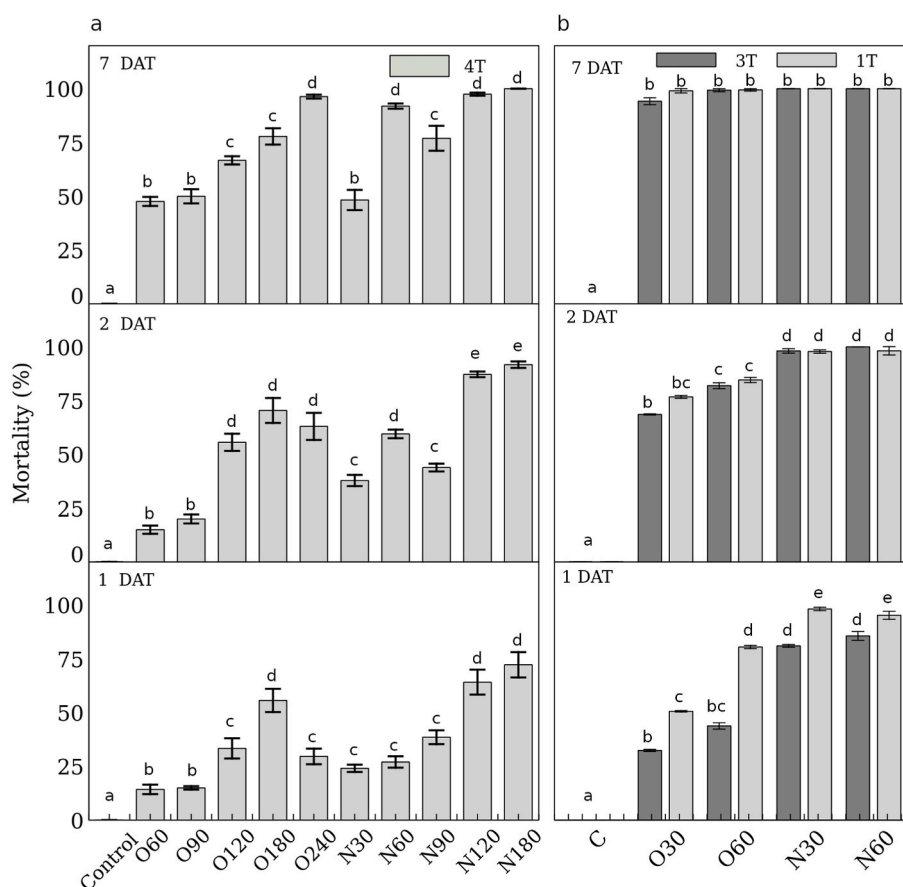 a
b
7 DAT
4T
100
75
50
25
0
a
b
b
c
c
d
b
d
c
d
d
3T
1T
7 DAT
a
b
b
b
b
b
b
b
b
2 DAT
100
75
50
25
0
a
b
b
d
d
d
c
d
c
e
e
2 DAT
a
b
bc
c
c
d
d
d
d
Mortality (%)
1 DAT
100
75
50
25
0
a
b
b
c
d
c
c
c
c
d
d
1 DAT
a
b
c
bc
d
d
e
d
e
Control
O60
O90
O120
O180
O240
N30
N60
N90
N120
N180
C
O30
O60
N30
N60